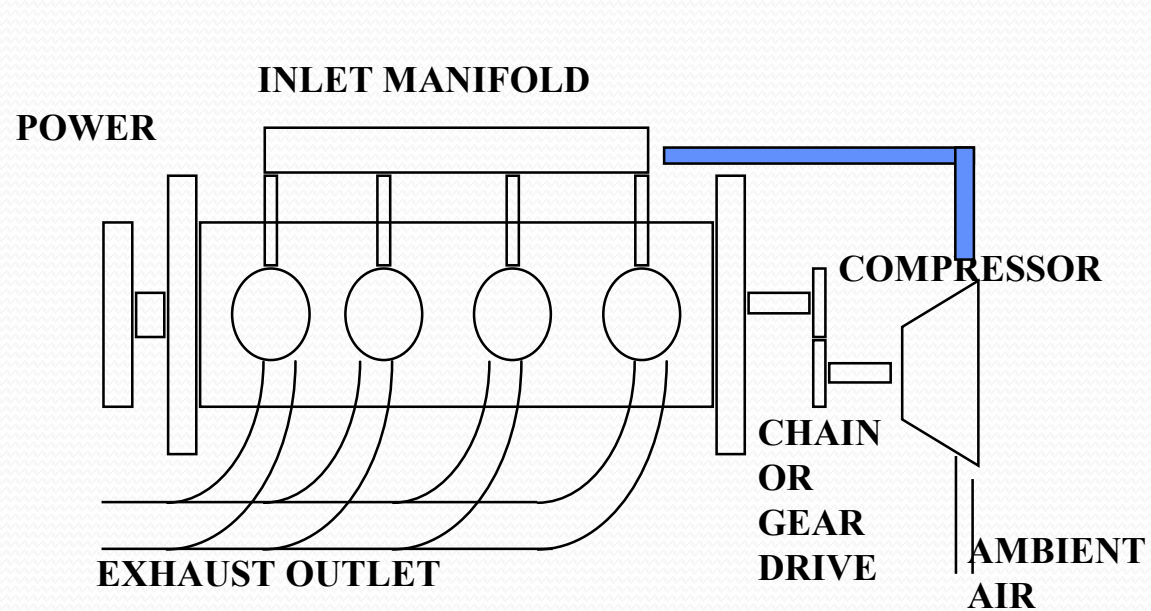 INLET MANIFOLD
POWER
COMPRESSOR
CHAIN
OR
GEAR
DRIVE
AMBIENT
AIR
EXHAUST OUTLET